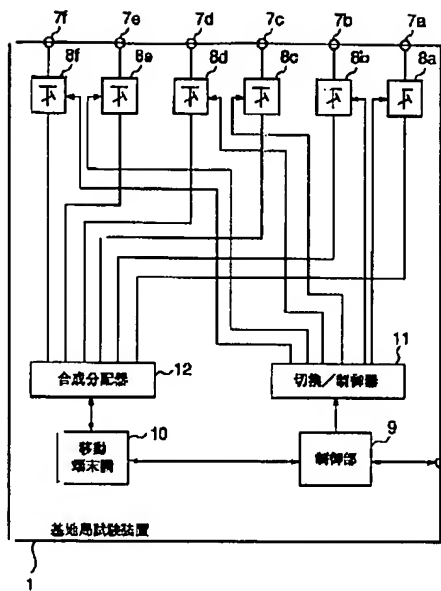 7f 7e 7d 7c 7b 7a
8f 8e 8d 8c 8b 8a
11
合成分配器 12 切換/制御器
10 9
移動
端末機 制御部
基地局試験装置
1